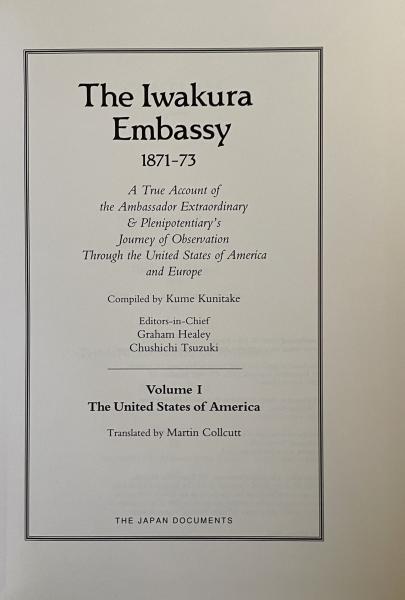 The Iwakura
Embassy
1871–73
A True Account of
the Ambassador Extraordinary
& Plenipotentiary's
Journey of Observation
Through the United States of America
and Europe
Compiled by Kume Kunitake
Editors-in-Chief
Graham Healey
Chushichi Tsuzuki
Volume I
The United States of America
Translated by Martin Collcutt
THE JAPAN DOCUMENTS